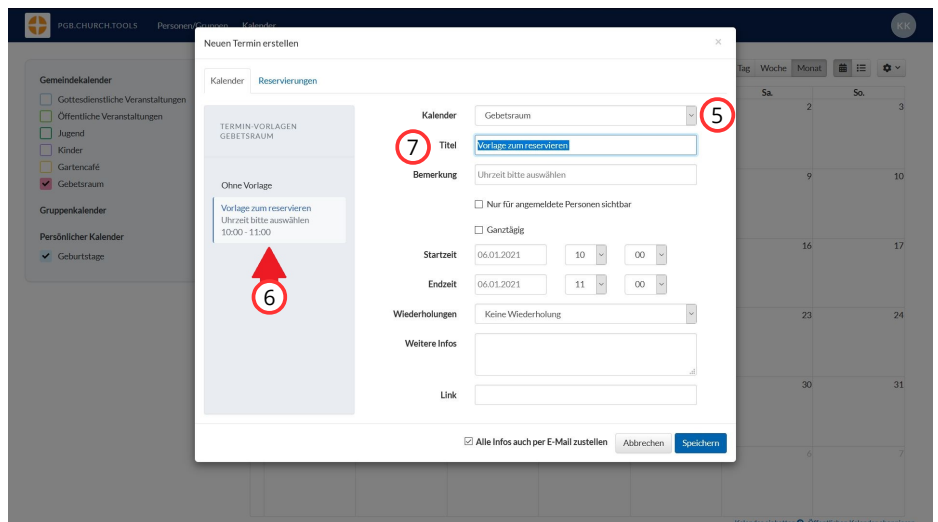 PGB.CHURCH.TOOLS Personen/Gruppen Kalender KK
Neuen Termin erstellen ×
Tag Woche Monat
Kalender Reservierungen
Sa. So.
Gemeindekalender
Gottesdienstliche Veranstaltungen
Öffentliche Veranstaltungen
Jugend
Kinder
Gartencafé
Gebetsraum
Gruppenkalender
Persönlicher Kalender
Geburtstage
TERMIN-VORLAGEN
GEBETSRAUM
Ohne Vorlage
Vorlage zum reservieren
Uhrzeit bitte auswählen
10:00 - 11:00
6
Kalender Gebetsraum 5
7 Titel Vorlage zum reservieren
Bemerkung Uhrzeit bitte auswählen
Nur für angemeldete Personen sichtbar
Ganztägig
Startzeit 06.01.2021 10 00
Endzeit 06.01.2021 11 00
Wiederholungen Keine Wiederholung
Weitere Infos
Link
Alle Infos auch per E-Mail zustellen Abbrechen Speichern
2 3
9 10
16 17
23 24
30 31
6 7